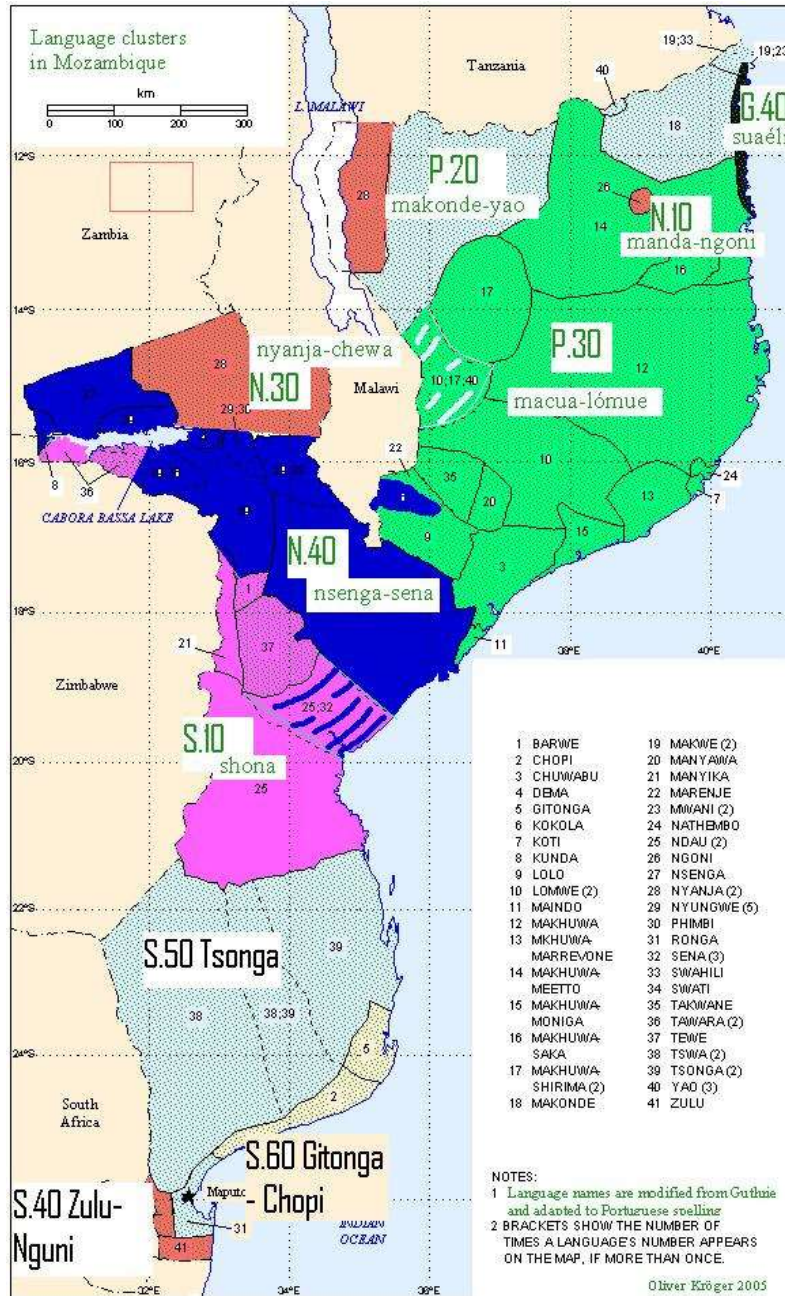 Language clusters
in Mozambique
km
0 100 200 300
Tanzania
19;33
19;23
40
G.40
suaéli
L. MALAWI
18
12°S
P.20
makonde-yao
28
26
N.10
manda-ngoni
14
16
Zambia
17
14°S
nyanja-chewa
28
N.30
P.30
12
Malawi
10;17;40
macua-lómue
16°S
22
10
35
20
13
24
7
8
36
CABORA BASSA LAKE
15
9
3
N.40
nsenga-sena
1
18°S
11
38°E
40°E
21
37
Zimbabwe
25;32
S.10
shona
20°S
25
22°S
S.50 Tsonga
39
38
38;39
24°S
5
2
South
Africa
S.60 Gitonga
- Chopi
Maputo
S.40 Zulu-
Nguni
31
INDIAN
OCEAN
41
32°E
34°E
36°E
1 BARWE
2 CHOPI
3 CHUWABU
4 DEMA
5 GITONGA
6 KOKOLA
7 KOTI
8 KUNDA
9 LOLO
10 LOMWE (2)
11 MAINDO
12 MAKHUWA
13 MKHUWA-
MARREVONE
14 MAKHUWA-
MEETTO
15 MAKHUWA-
MONIGA
16 MAKHUWA-
SAKA
17 MAKHUWA-
SHIRIMA (2)
18 MAKONDE
19 MAKWE (2)
20 MANYAWA
21 MANYIKA
22 MARENJE
23 MWANI (2)
24 NATHEMBO
25 NDAU (2)
26 NGONI
27 NSENGA
28 NYANJA (2)
29 NYUNGWE (5)
30 PHIMBI
31 RONGA
32 SENA (3)
33 SWAHILI
34 SWATI
35 TAKWANE
36 TAWARA (2)
37 TEWE
38 TSWA (2)
39 TSONGA (2)
40 YAO (3)
41 ZULU
NOTES:
1 Language names are modified from Guthrie
and adapted to Portuguese spelling
2 BRACKETS SHOW THE NUMBER OF
TIMES A LANGUAGE'S NUMBER APPEARS
ON THE MAP, IF MORE THAN ONCE.
Oliver Kröger 2005